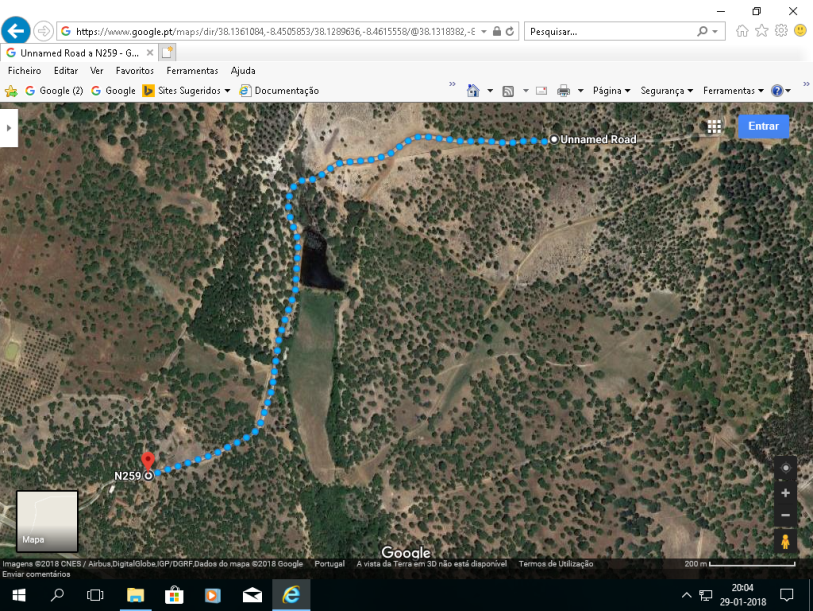 https://www.google.pt/maps/dir/38.1361084,-8.4505853/38.1289636,-8.4615558/@38.1318382,-8
Pesquisar...
Unnamed Road a N259 - G...
Ficheiro Editar Ver Favoritos Ferramentas Ajuda
Google (2) Google Sites Sugeridos Documentação Página Segurança Ferramentas
Entrar
Unnamed Road
N259
Mapa
Google
Imagens ©2018 CNES / Airbus,DigitalGlobe,IGP/DGRF,Dados do mapa ©2018 Google Portugal A vista da Terra em 3D não está disponível Termos de Utilização 200 m
Enviar comentários
20:04
29-01-2018